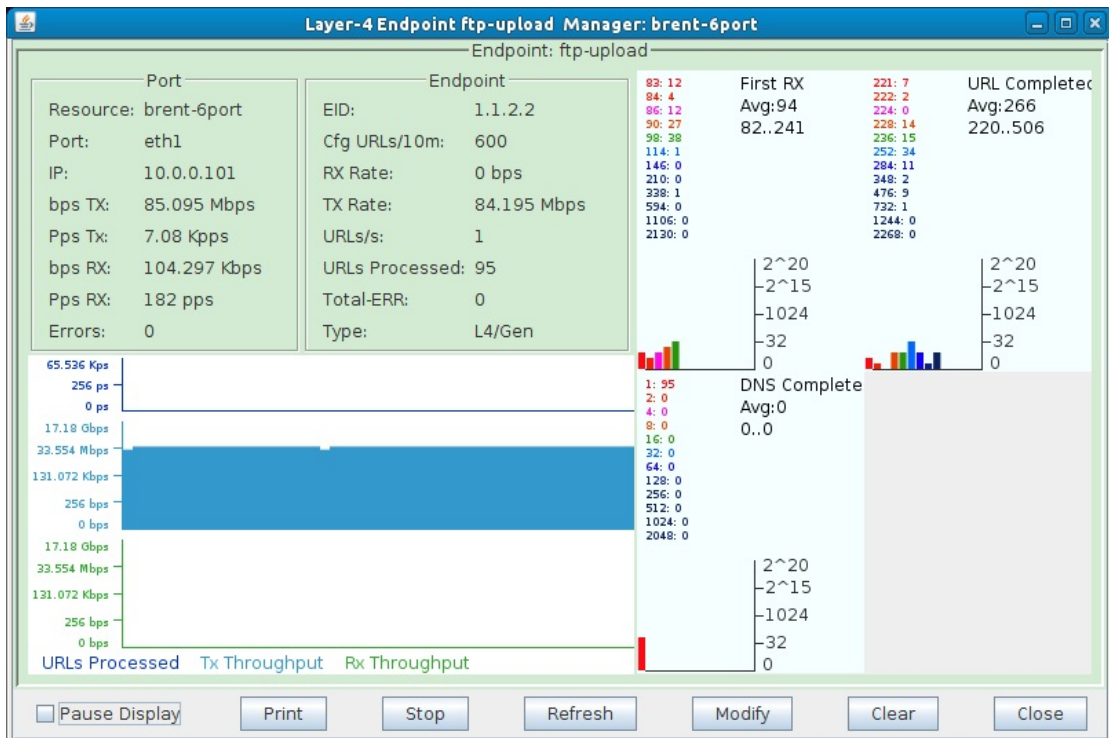 Layer-4 Endpoint ftp-upload  Manager: brent-6port
Endpoint: ftp-upload
Port
Resource: brent-6port
Port: eth1
IP: 10.0.0.101
bps TX: 85.095 Mbps
Pps Tx: 7.08 Kpps
bps RX: 104.297 Kbps
Pps RX: 182 pps
Errors: 0
Endpoint
EID: 1.1.2.2
Cfg URLs/10m: 600
RX Rate: 0 bps
TX Rate: 84.195 Mbps
URLs/s: 1
URLs Processed: 95
Total-ERR: 0
Type: L4/Gen
83: 12
84: 4
86: 12
90: 27
98: 38
114: 1
146: 0
210: 0
338: 1
594: 0
1106: 0
2130: 0
First RX
Avg:94
82..241
2^20
2^15
1024
32
0
221: 7
222: 2
224: 0
228: 14
236: 15
252: 34
284: 11
348: 2
476: 9
732: 1
1244: 0
2268: 0
URL Completed
Avg:266
220..506
2^20
2^15
1024
32
0
65.536 Kps
256 ps
0 ps
17.18 Gbps
33.554 Mbps
131.072 Kbps
256 bps
0 bps
17.18 Gbps
33.554 Mbps
131.072 Kbps
256 bps
0 bps
URLs Processed Tx Throughput Rx Throughput
1: 95
2: 0
4: 0
8: 0
16: 0
32: 0
64: 0
128: 0
256: 0
512: 0
1024: 0
2048: 0
DNS Complete
Avg:0
0..0
2^20
2^15
1024
32
0
Pause Display Print Stop Refresh Modify Clear Close